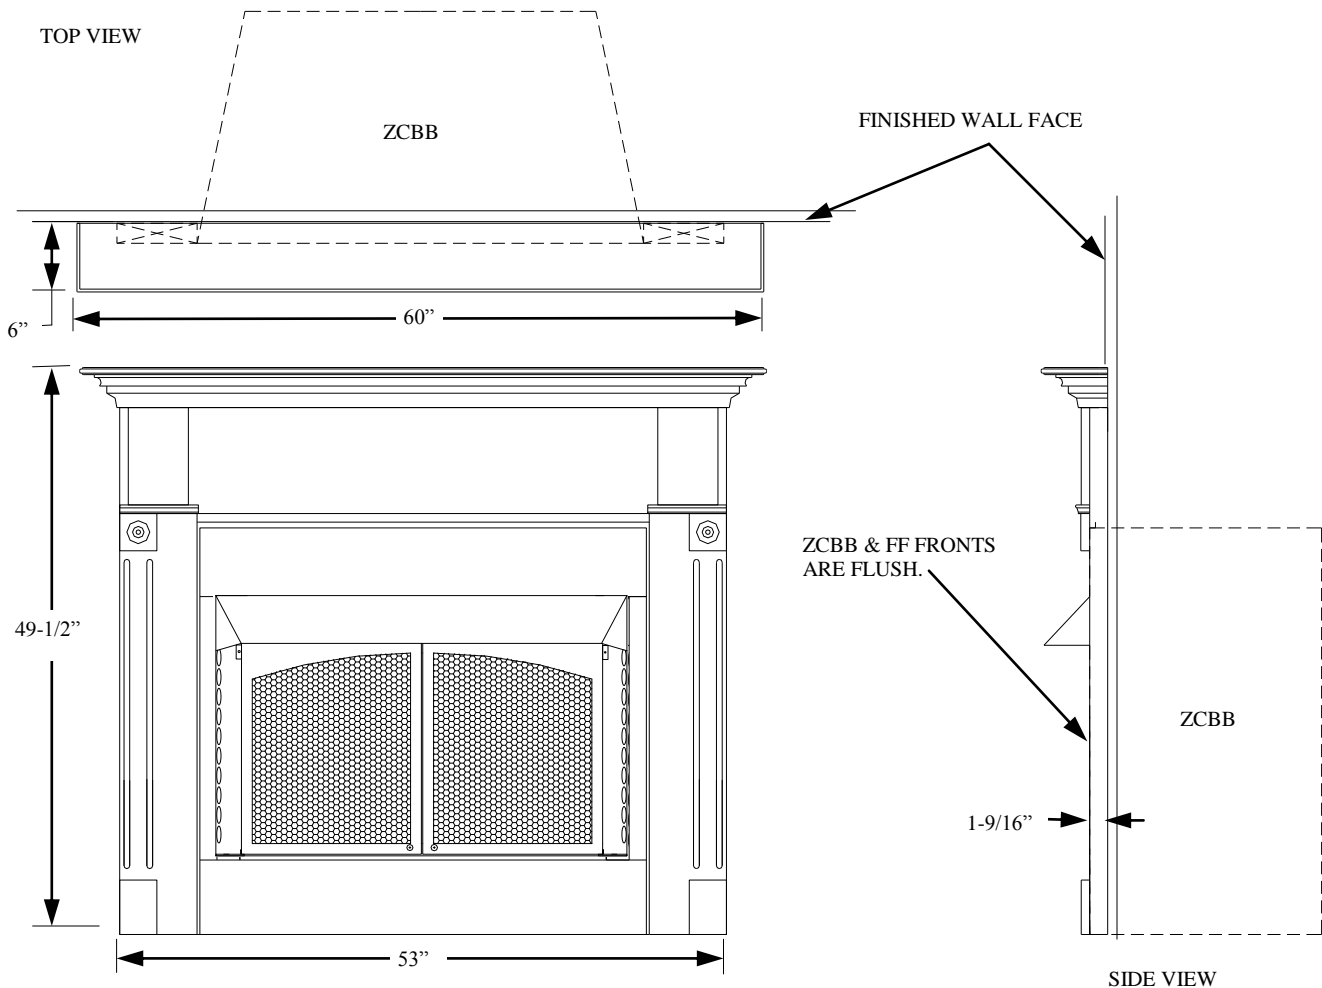 TOP VIEW
ZCBB
FINISHED WALL FACE
6”
60”
49-1/2”
ZCBB & FF FRONTS
ARE FLUSH.
ZCBB
1-9/16”
53”
SIDE VIEW